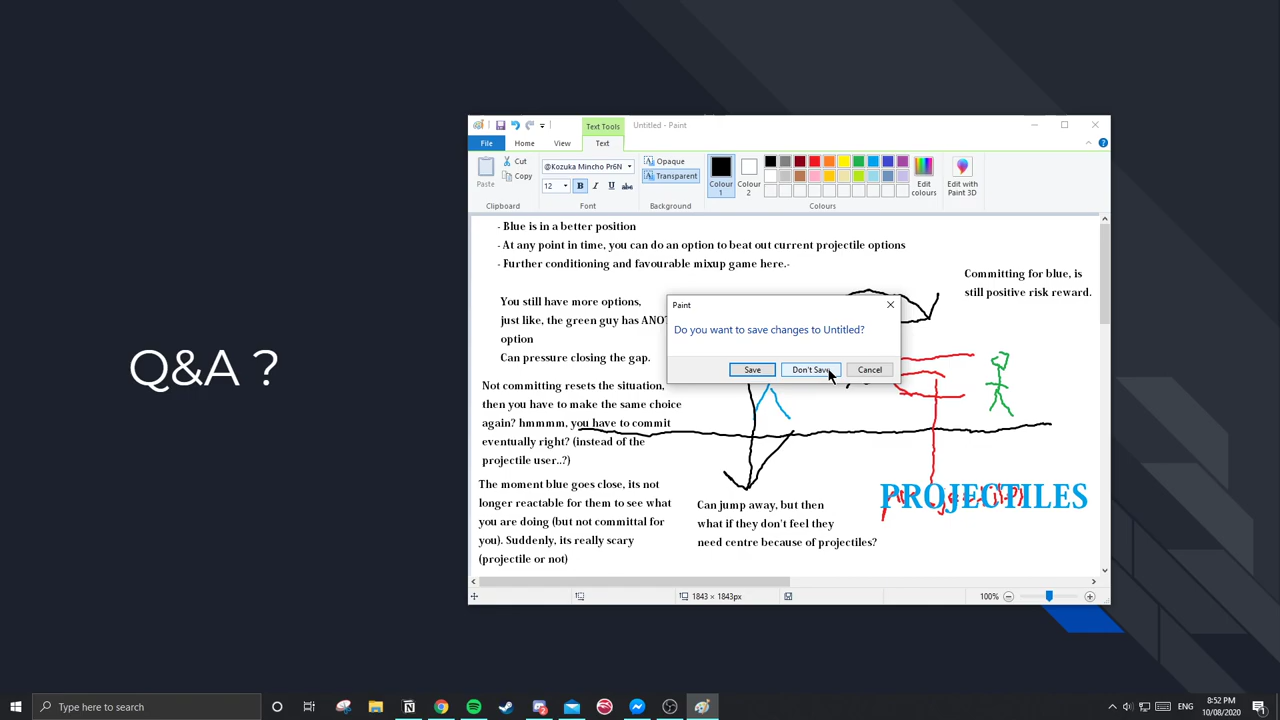 Q&A ?
Untitled - Paint
Text Tools
File
Home
View
Text
Paste
Cut
Copy
Clipboard
@Kozuka Mincho Pr6N
12
B
I
U
abc
Font
Opaque
Transparent
Background
Colour 1
Colour 2
Edit colours
Edit with Paint 3D
Colours
- Blue is in a better position
- At any point in time, you can do an option to beat out current projectile options
- Further conditioning and favourable mixup game here.-
Committing for blue, is
still positive risk reward.
You still have more options,
just like, the green guy has
option
Can pressure closing the gap.
Paint
Do you want to save changes to Untitled?
Save
Don't Save
Cancel
Not committing resets the situation,
then you have to make the same choice
again? hmmmm, you have to commit
eventually right? (instead of the
projectile user..?)
The moment blue goes close, its not
longer reactable for them to see what
you are doing (but not committal for
you). Suddenly, its really scary
(projectile or not)
Can jump away, but then
what if they don't feel they
need centre because of projectiles?
PROJECTILES
1843 × 1843px
100%
Type here to search
ENG
8:52 PM
10/08/2020